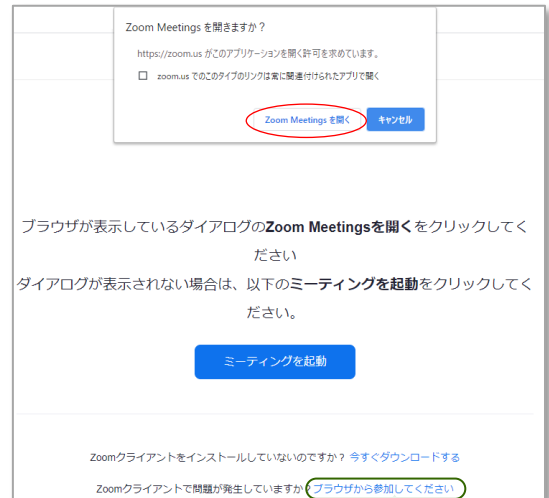 Zoom Meetings を開きますか？
https://zoom.us がこのアプリケーションを開く許可を求めています。
zoom.us でのこのタイプのリンクは常に関連付けられたアプリで開く
Zoom Meetings を開く
キャンセル
ブラウザが表示しているダイアログのZoom Meetingsを開くをクリックしてく
ださい
ダイアログが表示されない場合は、以下のミーティングを起動をクリックしてく
ださい。
ミーティングを起動
Zoomクライアントをインストールしていないのですか？ 今すぐダウンロードする
Zoomクライアントで問題が発生していますか？ブラウザから参加してください